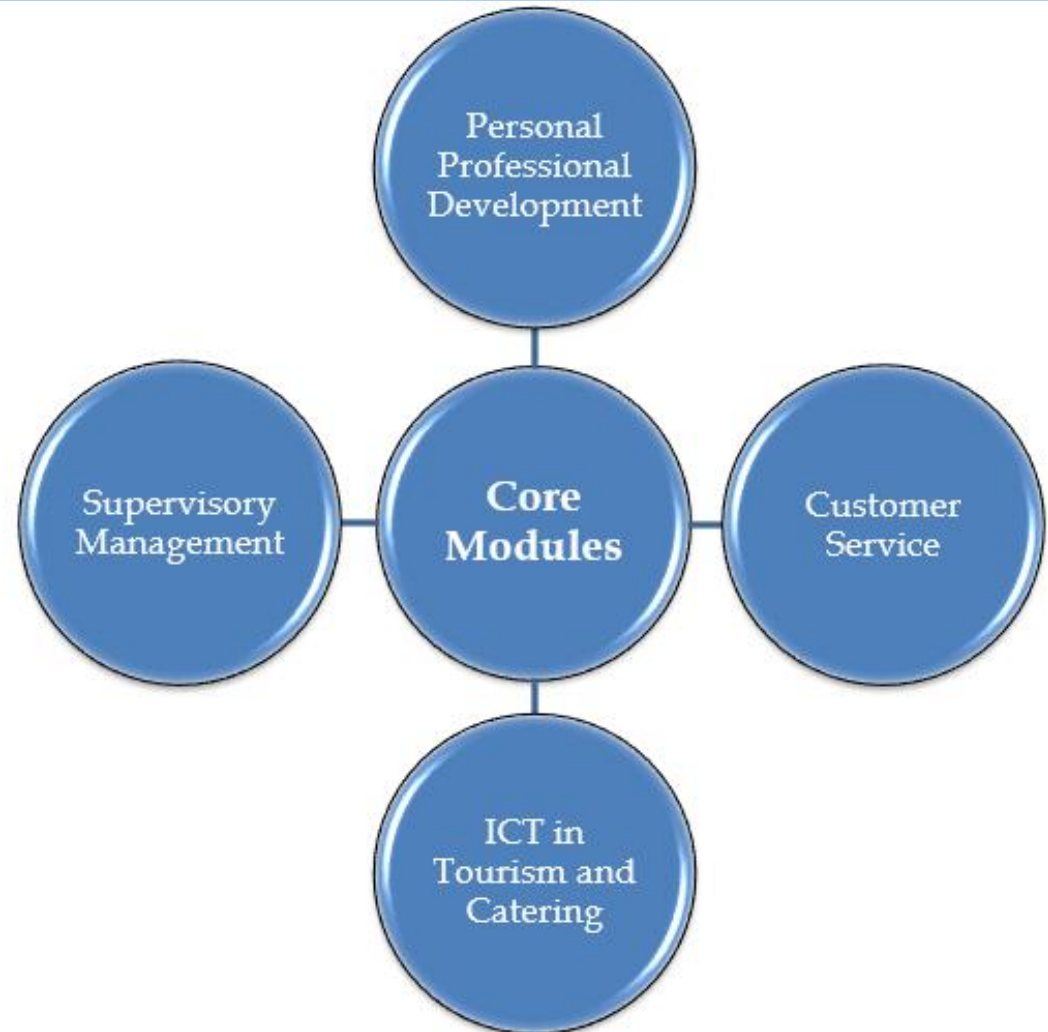 Personal
Professional
Development
Supervisory
Management
Core
Modules
Customer
Service
ICT in
Tourism and
Catering